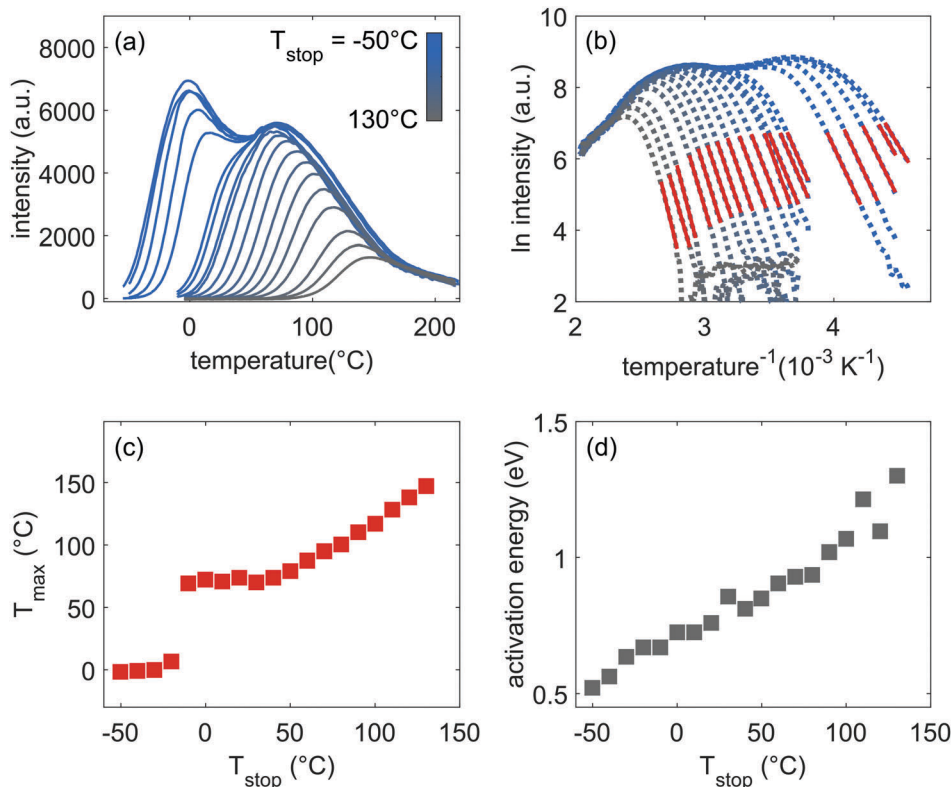 (a)
T_stop = -50°C
130°C
8000
6000
4000
2000
0
intensity (a.u.)
0
100
200
temperature(°C)
(b)
10
8
6
4
2
ln intensity (a.u.)
2
3
4
temperature⁻¹ (10⁻³ K⁻¹)
(c)
150
100
50
0
T_max (°C)
-50
0
50
100
150
T_stop (°C)
(d)
1.5
1
0.5
activation energy (eV)
-50
0
50
100
150
T_stop (°C)